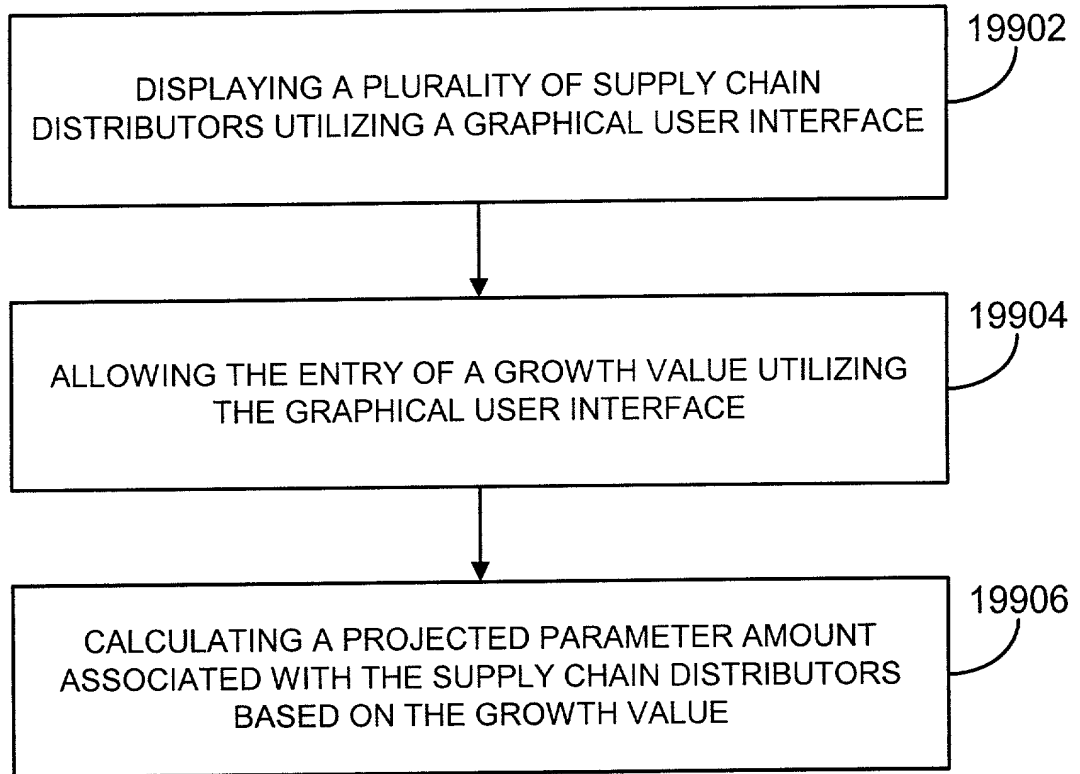 19902
DISPLAYING A PLURALITY OF SUPPLY CHAIN
DISTRIBUTORS UTILIZING A GRAPHICAL USER INTERFACE
19904
ALLOWING THE ENTRY OF A GROWTH VALUE UTILIZING
THE GRAPHICAL USER INTERFACE
19906
CALCULATING A PROJECTED PARAMETER AMOUNT
ASSOCIATED WITH THE SUPPLY CHAIN DISTRIBUTORS
BASED ON THE GROWTH VALUE